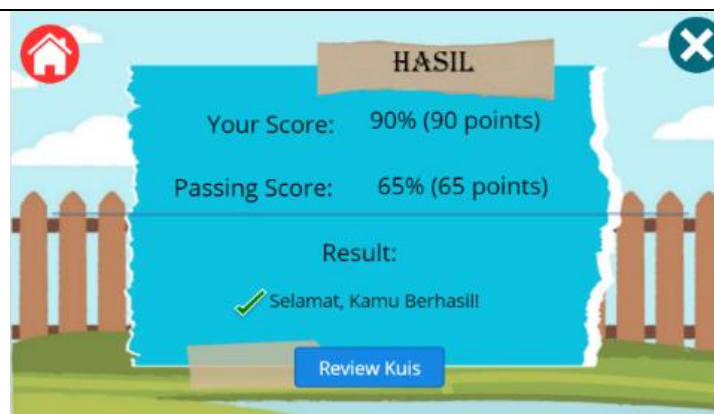 HASIL
Your Score: 90% (90 points)
Passing Score: 65% (65 points)
Result:
Selamat, Kamu Berhasil!
Review Kuis